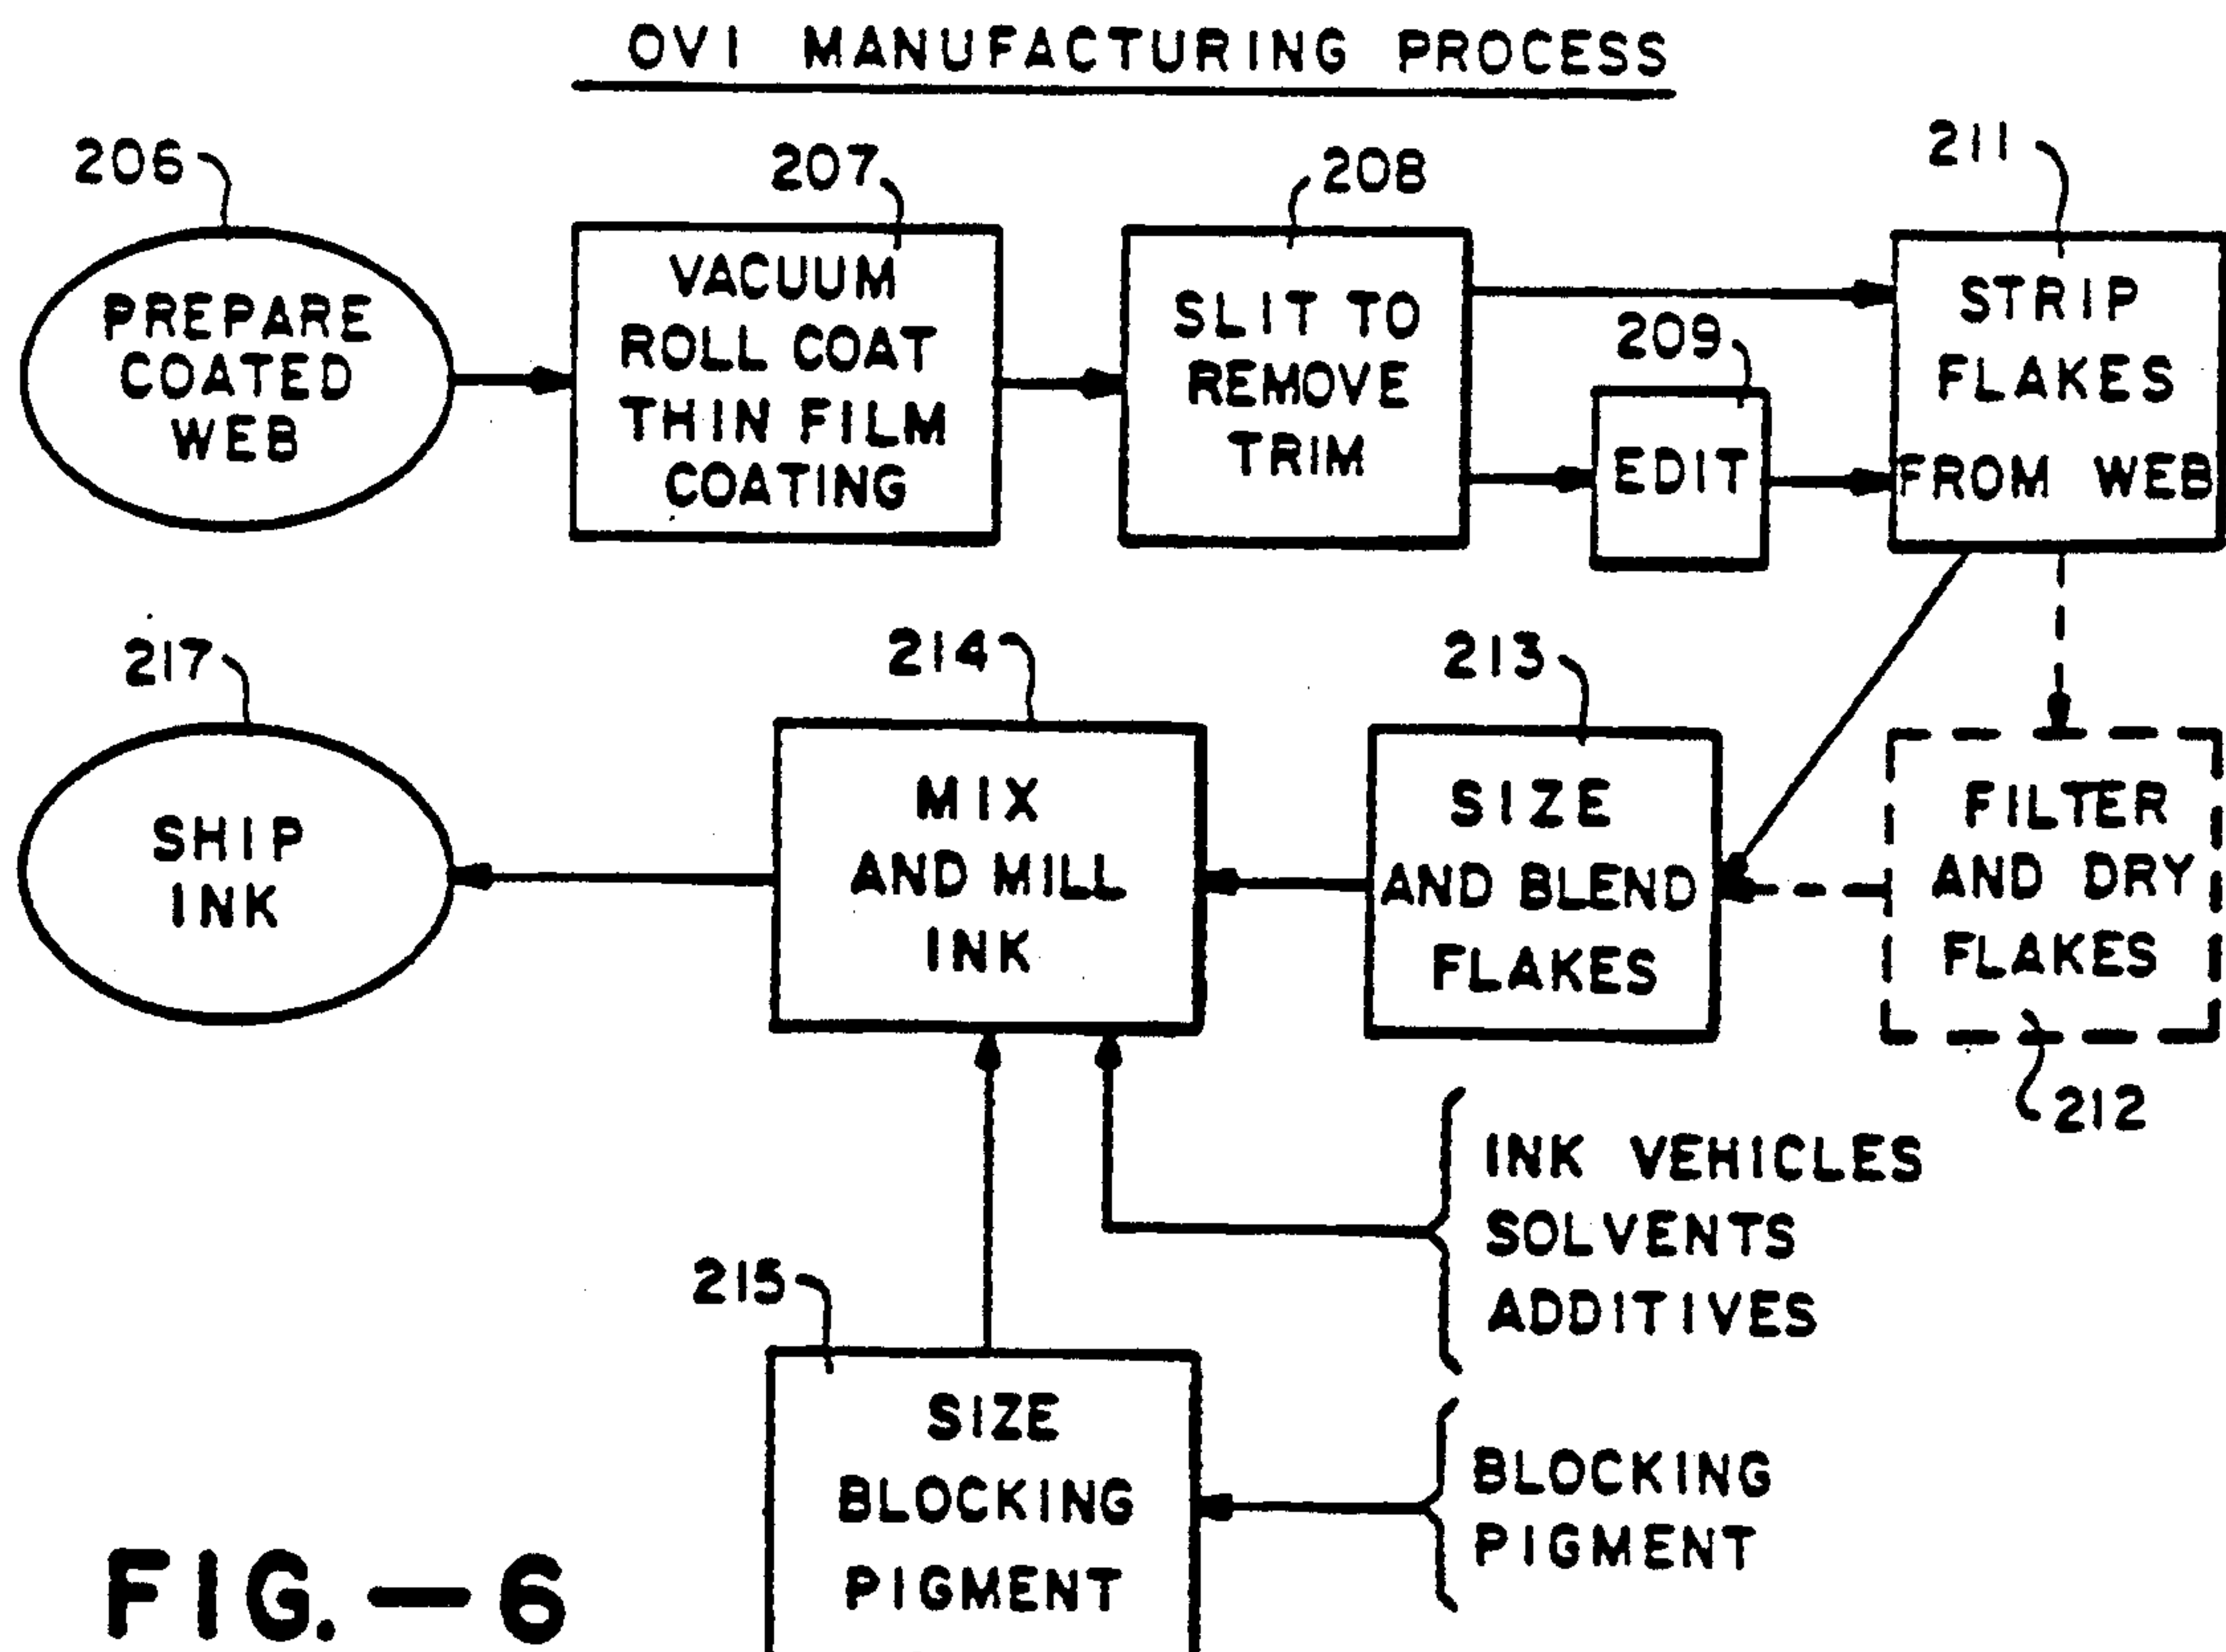 OVI MANUFACTURING PROCESS
206
PREPARE
COATED
WEB
207
VACUUM
ROLL COAT
THIN FILM
COATING
208
SLIT TO
REMOVE
TRIM
209
EDIT
211
STRIP
FLAKES
FROM WEB
217
SHIP
INK
214
MIX
AND MILL
INK
213
SIZE
AND BLEND
FLAKES
FILTER
AND DRY
FLAKES
212
INK VEHICLES
SOLVENTS
ADDITIVES
215
SIZE
BLOCKING
PIGMENT
BLOCKING
PIGMENT
FIG.—6